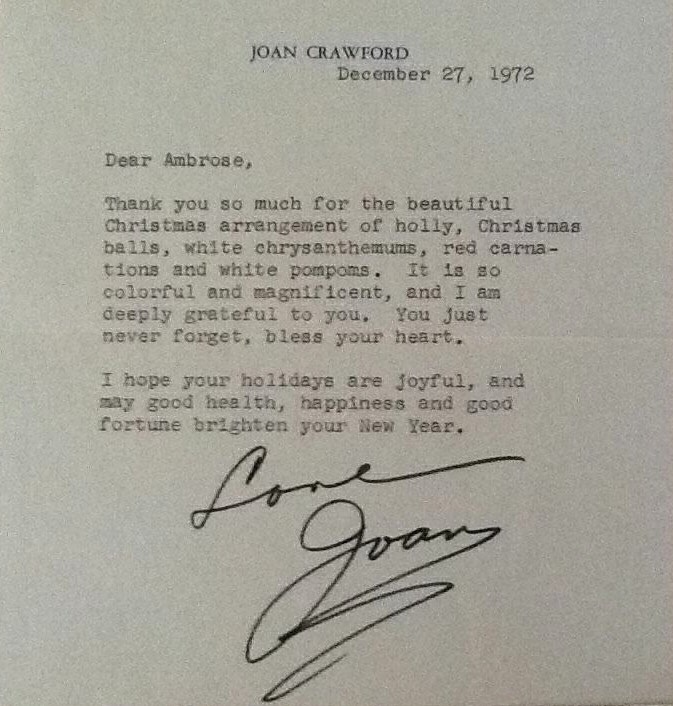 JOAN CRAWFORD
December 27, 1972
Dear Ambrose,
Thank you so much for the beautiful
Christmas arrangement of holly, Christmas
balls, white chrysanthemums, red carna-
tions and white pompoms.  It is so
colorful and magnificent, and I am
deeply grateful to you.  You just
never forget, bless your heart.
I hope your holidays are joyful, and
may good health, happiness and good
fortune brighten your New Year.
Love
Joan